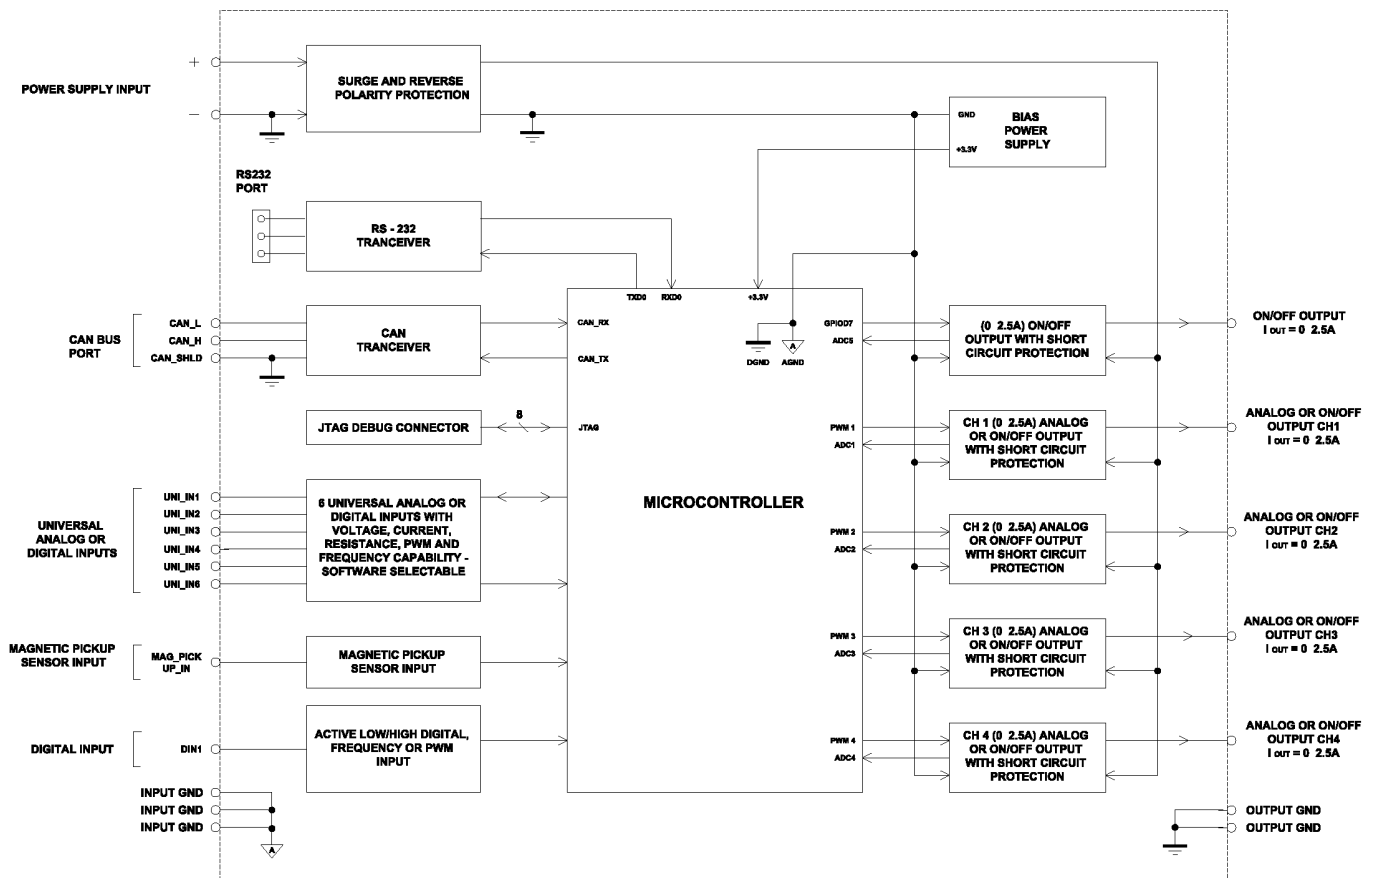 POWER SUPPLY INPUT
+
−
SURGE AND REVERSE
POLARITY PROTECTION
GND
+3.3V
BIAS
POWER
SUPPLY
RS232
PORT
RS - 232
TRANCEIVER
TXD0
RXD0
+3.3V
CAN BUS
PORT
CAN_L
CAN_H
CAN_SHLD
CAN
TRANCEIVER
CAN_RX
CAN_TX
DGND
A
AGND
GPIOD7
ADC5
(0 2.5A) ON/OFF
OUTPUT WITH SHORT
CIRCUIT PROTECTION
ON/OFF OUTPUT
I OUT = 0 2.5A
JTAG DEBUG CONNECTOR
8
JTAG
PWM 1
ADC1
CH 1 (0 2.5A) ANALOG
OR ON/OFF OUTPUT
WITH SHORT CIRCUIT
PROTECTION
ANALOG OR ON/OFF
OUTPUT CH1
I OUT = 0 2.5A
UNIVERSAL
ANALOG OR
DIGITAL INPUTS
UNI_IN1
UNI_IN2
UNI_IN3
UNI_IN4
UNI_IN5
UNI_IN6
6 UNIVERSAL ANALOG OR
DIGITAL INPUTS WITH
VOLTAGE, CURRENT,
RESISTANCE, PWM AND
FREQUENCY CAPABILITY -
SOFTWARE SELECTABLE
MICROCONTROLLER
PWM 2
ADC2
CH 2 (0 2.5A) ANALOG
OR ON/OFF OUTPUT
WITH SHORT CIRCUIT
PROTECTION
ANALOG OR ON/OFF
OUTPUT CH2
I OUT = 0 2.5A
MAGNETIC PICKUP
SENSOR INPUT
MAG_PICK
UP_IN
MAGNETIC PICKUP
SENSOR INPUT
PWM 3
ADC3
CH 3 (0 2.5A) ANALOG
OR ON/OFF OUTPUT
WITH SHORT CIRCUIT
PROTECTION
ANALOG OR ON/OFF
OUTPUT CH3
I OUT = 0 2.5A
DIGITAL INPUT
DIN1
ACTIVE LOW/HIGH DIGITAL,
FREQUENCY OR PWM
INPUT
PWM 4
ADC4
CH 4 (0 2.5A) ANALOG
OR ON/OFF OUTPUT
WITH SHORT CIRCUIT
PROTECTION
ANALOG OR ON/OFF
OUTPUT CH4
I OUT = 0 2.5A
INPUT GND
INPUT GND
INPUT GND
A
OUTPUT GND
OUTPUT GND